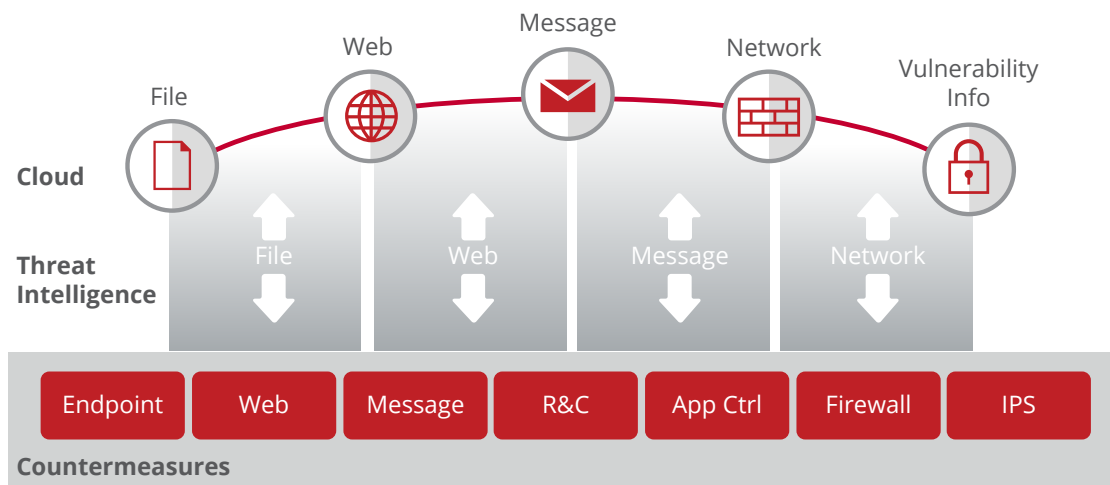 Message
Web
Network
Vulnerability
Info
File
Cloud
File
Web
Message
Network
Threat
Intelligence
Endpoint
Web
Message
R&C
App Ctrl
Firewall
IPS
Countermeasures